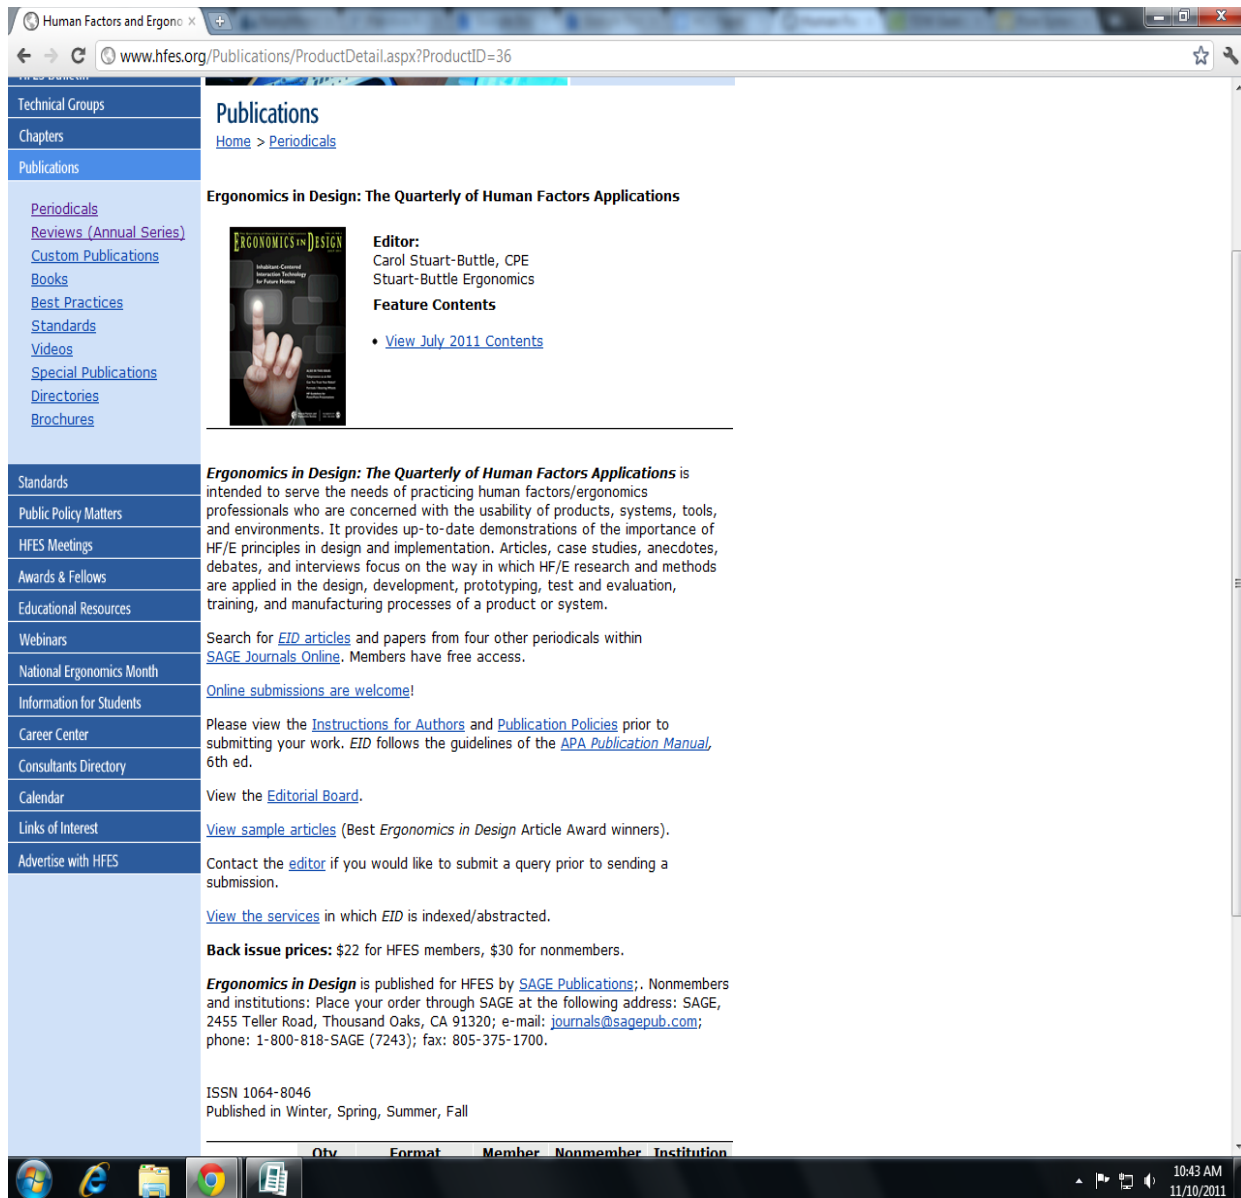 Human Factors and Ergono
www.hfes.org/Publications/ProductDetail.aspx?ProductID=36
HFES Bulletin
Technical Groups
Chapters
Publications
Periodicals
Reviews (Annual Series)
Custom Publications
Books
Best Practices
Standards
Videos
Special Publications
Directories
Brochures
Standards
Public Policy Matters
HFES Meetings
Awards & Fellows
Educational Resources
Webinars
National Ergonomics Month
Information for Students
Career Center
Consultants Directory
Calendar
Links of Interest
Advertise with HFES
Publications
Home > Periodicals
Ergonomics in Design: The Quarterly of Human Factors Applications
ERGONOMICS IN DESIGN
Inhabitant-Centered
Interaction Technology
for Future Homes
Editor:
Carol Stuart-Buttle, CPE
Stuart-Buttle Ergonomics
Feature Contents
• View July 2011 Contents
Ergonomics in Design: The Quarterly of Human Factors Applications is
intended to serve the needs of practicing human factors/ergonomics
professionals who are concerned with the usability of products, systems, tools,
and environments. It provides up-to-date demonstrations of the importance of
HF/E principles in design and implementation. Articles, case studies, anecdotes,
debates, and interviews focus on the way in which HF/E research and methods
are applied in the design, development, prototyping, test and evaluation,
training, and manufacturing processes of a product or system.
Search for EID articles and papers from four other periodicals within
SAGE Journals Online. Members have free access.
Online submissions are welcome!
Please view the Instructions for Authors and Publication Policies prior to
submitting your work. EID follows the guidelines of the APA Publication Manual,
6th ed.
View the Editorial Board.
View sample articles (Best Ergonomics in Design Article Award winners).
Contact the editor if you would like to submit a query prior to sending a
submission.
View the services in which EID is indexed/abstracted.
Back issue prices: $22 for HFES members, $30 for nonmembers.
Ergonomics in Design is published for HFES by SAGE Publications;. Nonmembers
and institutions: Place your order through SAGE at the following address: SAGE,
2455 Teller Road, Thousand Oaks, CA 91320; e-mail: journals@sagepub.com;
phone: 1-800-818-SAGE (7243); fax: 805-375-1700.
ISSN 1064-8046
Published in Winter, Spring, Summer, Fall
Qty Format Member Nonmember Institution
10:43 AM
11/10/2011